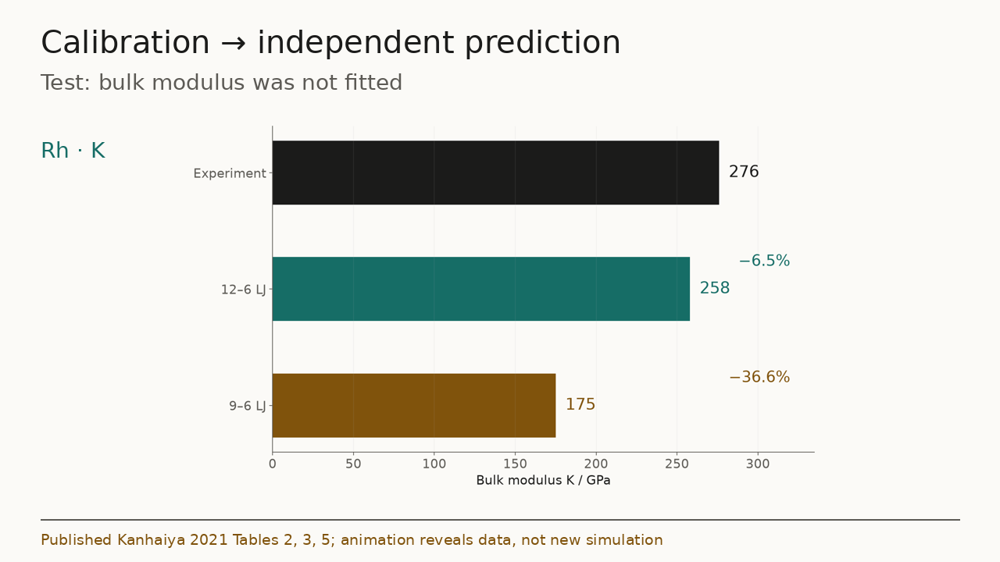 Calibration → independent prediction
Test: bulk modulus was not fitted
Rh · K
Experiment
276
−6.5%
12–6 LJ
258
−36.6%
9–6 LJ
175
0 50 100 150 200 250 300
Bulk modulus K / GPa
Published Kanhaiya 2021 Tables 2, 3, 5; animation reveals data, not new simulation